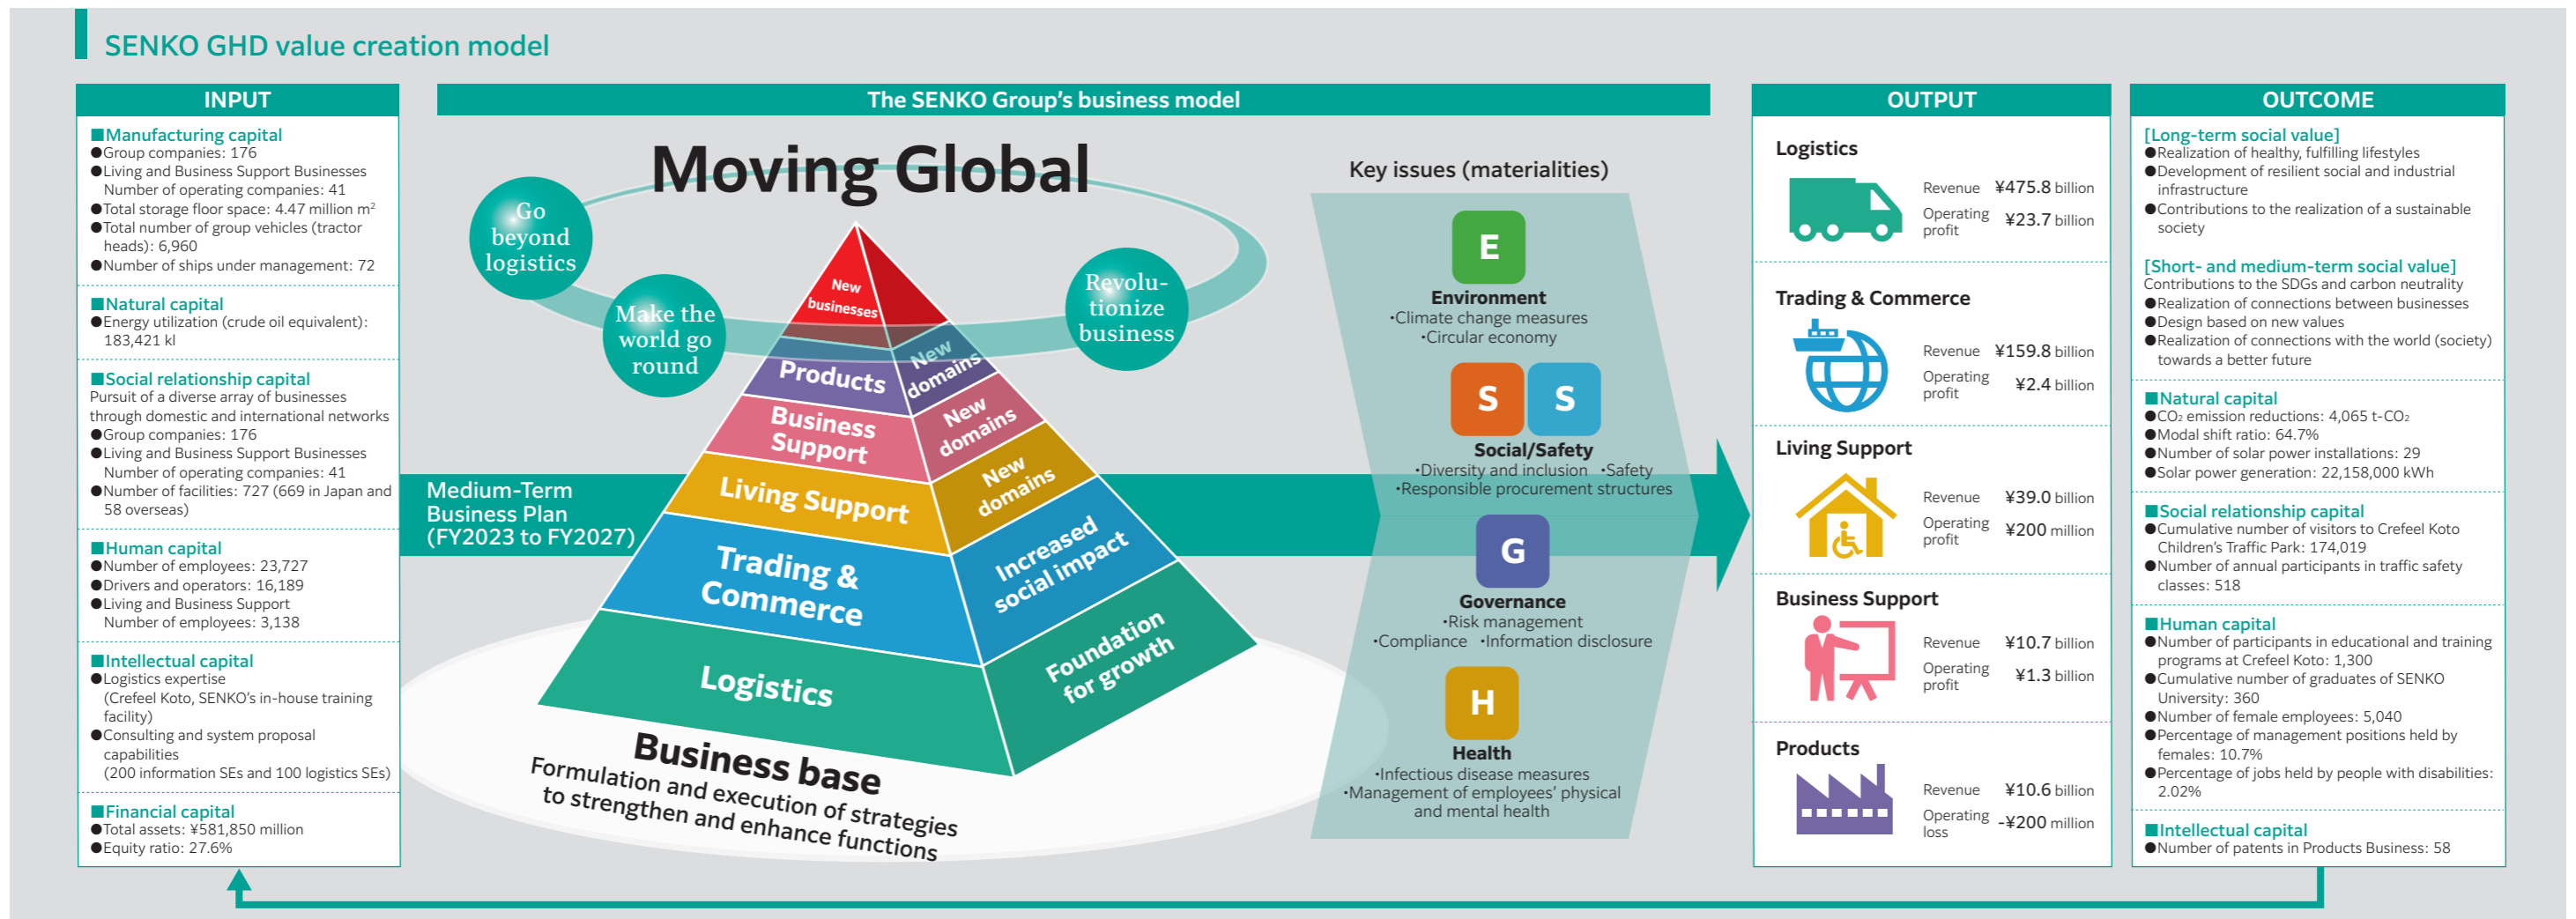 SENKO GHD value creation model
INPUT
■Manufacturing capital
●Group companies: 176
●Living and Business Support Businesses
Number of operating companies: 41
●Total storage floor space: 4.47 million m²
●Total number of group vehicles (tractor
heads): 6,960
●Number of ships under management: 72
■Natural capital
●Energy utilization (crude oil equivalent):
183,421 kl
■Social relationship capital
Pursuit of a diverse array of businesses
through domestic and international networks
●Group companies: 176
●Living and Business Support Businesses
Number of operating companies: 41
●Number of facilities: 727 (669 in Japan and
58 overseas)
■Human capital
●Number of employees: 23,727
●Drivers and operators: 16,189
●Living and Business Support
Number of employees: 3,138
■Intellectual capital
●Logistics expertise
(Crefeel Koto, SENKO's in-house training
facility)
●Consulting and system proposal
capabilities
(200 information SEs and 100 logistics SEs)
■Financial capital
●Total assets: ¥581,850 million
●Equity ratio: 27.6%
The SENKO Group's business model
Moving Global
Go
beyond
logistics
Make the
world go
round
Revolu-
tionize
business
Medium-Term
Business Plan
(FY2023 to FY2027)
New
businesses
Products
New
domains
Business
Support
New
domains
Living Support
New
domains
Trading &
Commerce
Increased
social impact
Logistics
Foundation
for growth
Business base
Formulation and execution of strategies
to strengthen and enhance functions
Key issues (materialities)
E
Environment
•Climate change measures
•Circular economy
S S
Social/Safety
•Diversity and inclusion •Safety
•Responsible procurement structures
G
Governance
•Risk management
•Compliance •Information disclosure
H
Health
•Infectious disease measures
•Management of employees' physical
and mental health
OUTPUT
Logistics
Revenue ¥475.8 billion
Operating
profit ¥23.7 billion
Trading & Commerce
Revenue ¥159.8 billion
Operating
profit ¥2.4 billion
Living Support
Revenue ¥39.0 billion
Operating
profit ¥200 million
Business Support
Revenue ¥10.7 billion
Operating
profit ¥1.3 billion
Products
Revenue ¥10.6 billion
Operating
loss -¥200 million
OUTCOME
[Long-term social value]
●Realization of healthy, fulfilling lifestyles
●Development of resilient social and industrial
infrastructure
●Contributions to the realization of a sustainable
society
[Short- and medium-term social value]
Contributions to the SDGs and carbon neutrality
●Realization of connections between businesses
●Design based on new values
●Realization of connections with the world (society)
towards a better future
■Natural capital
●CO₂ emission reductions: 4,065 t-CO₂
●Modal shift ratio: 64.7%
●Number of solar power installations: 29
●Solar power generation: 22,158,000 kWh
■Social relationship capital
●Cumulative number of visitors to Crefeel Koto
Children's Traffic Park: 174,019
●Number of annual participants in traffic safety
classes: 518
■Human capital
●Number of participants in educational and training
programs at Crefeel Koto: 1,300
●Cumulative number of graduates of SENKO
University: 360
●Number of female employees: 5,040
●Percentage of management positions held by
females: 10.7%
●Percentage of jobs held by people with disabilities:
2.02%
■Intellectual capital
●Number of patents in Products Business: 58